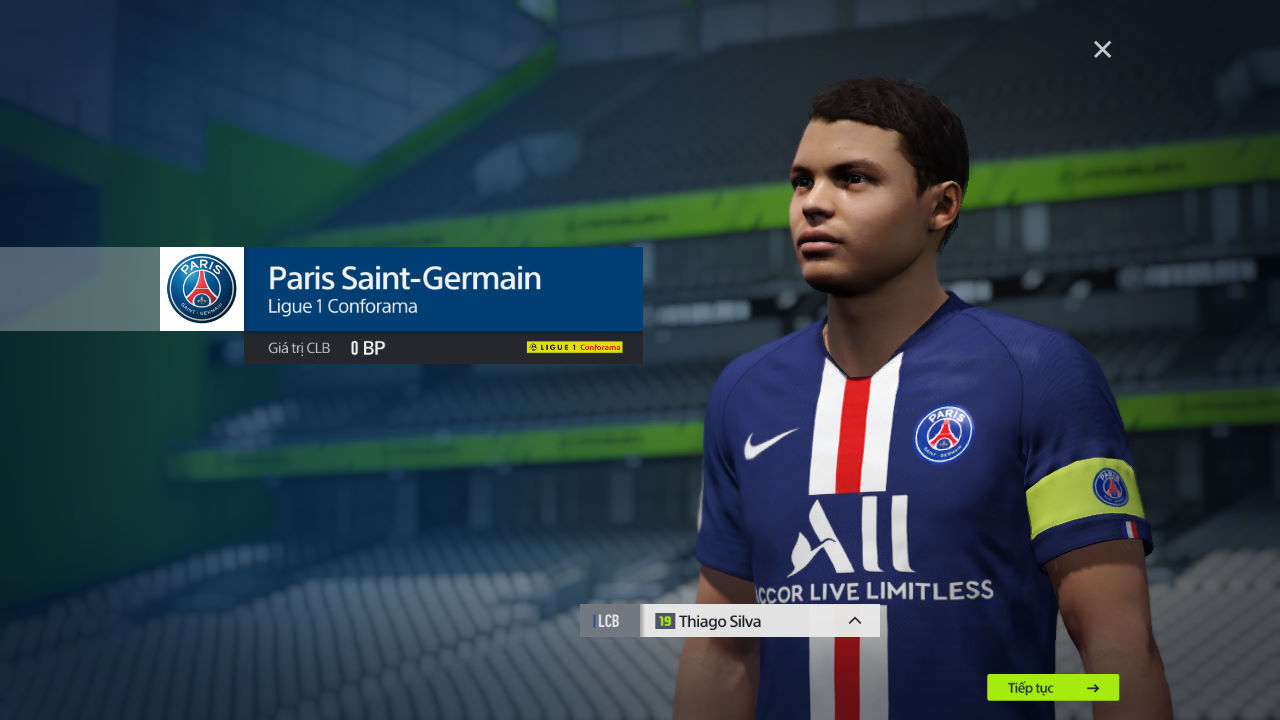 PARIS
SAINT-GERMAIN
Paris Saint-Germain
Ligue 1 Conforama
Giá trị CLB 0 BP
LIGUE 1 Conforama
PARIS
SAINT-GERMAIN
PARIS
ALL
ACCOR LIVE LIMITLESS
LCB 19 Thiago Silva
Tiếp tục